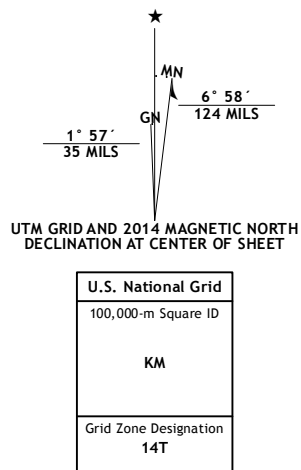 ★
MN
GN
6° 58´
124 MILS
1° 57´
35 MILS
UTM GRID AND 2014 MAGNETIC NORTH
DECLINATION AT CENTER OF SHEET
U.S. National Grid
100,000-m Square ID
KM
Grid Zone Designation
14T